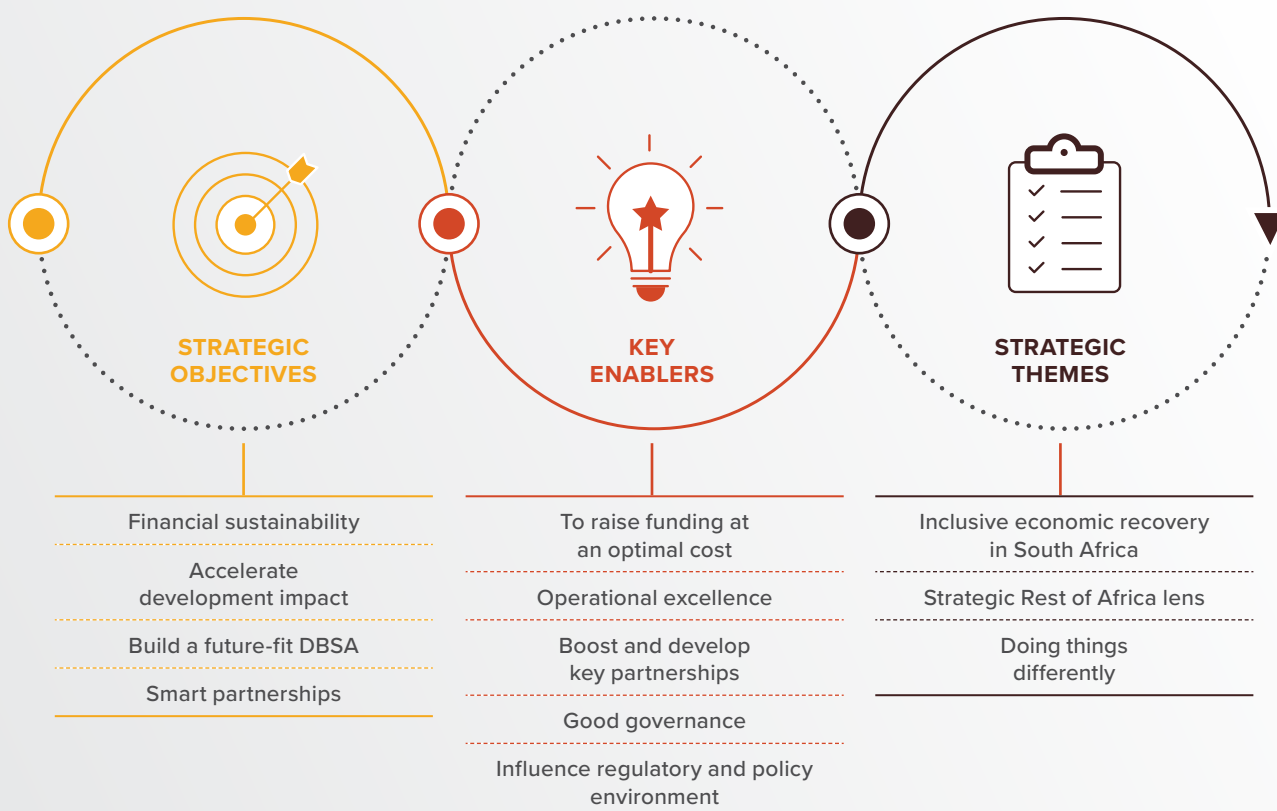 STRATEGIC
OBJECTIVES
Financial sustainability
Accelerate
development impact
Build a future-fit DBSA
Smart partnerships
KEY
ENABLERS
To raise funding at
an optimal cost
Operational excellence
Boost and develop
key partnerships
Good governance
Influence regulatory and policy
environment
STRATEGIC
THEMES
Inclusive economic recovery
in South Africa
Strategic Rest of Africa lens
Doing things
differently